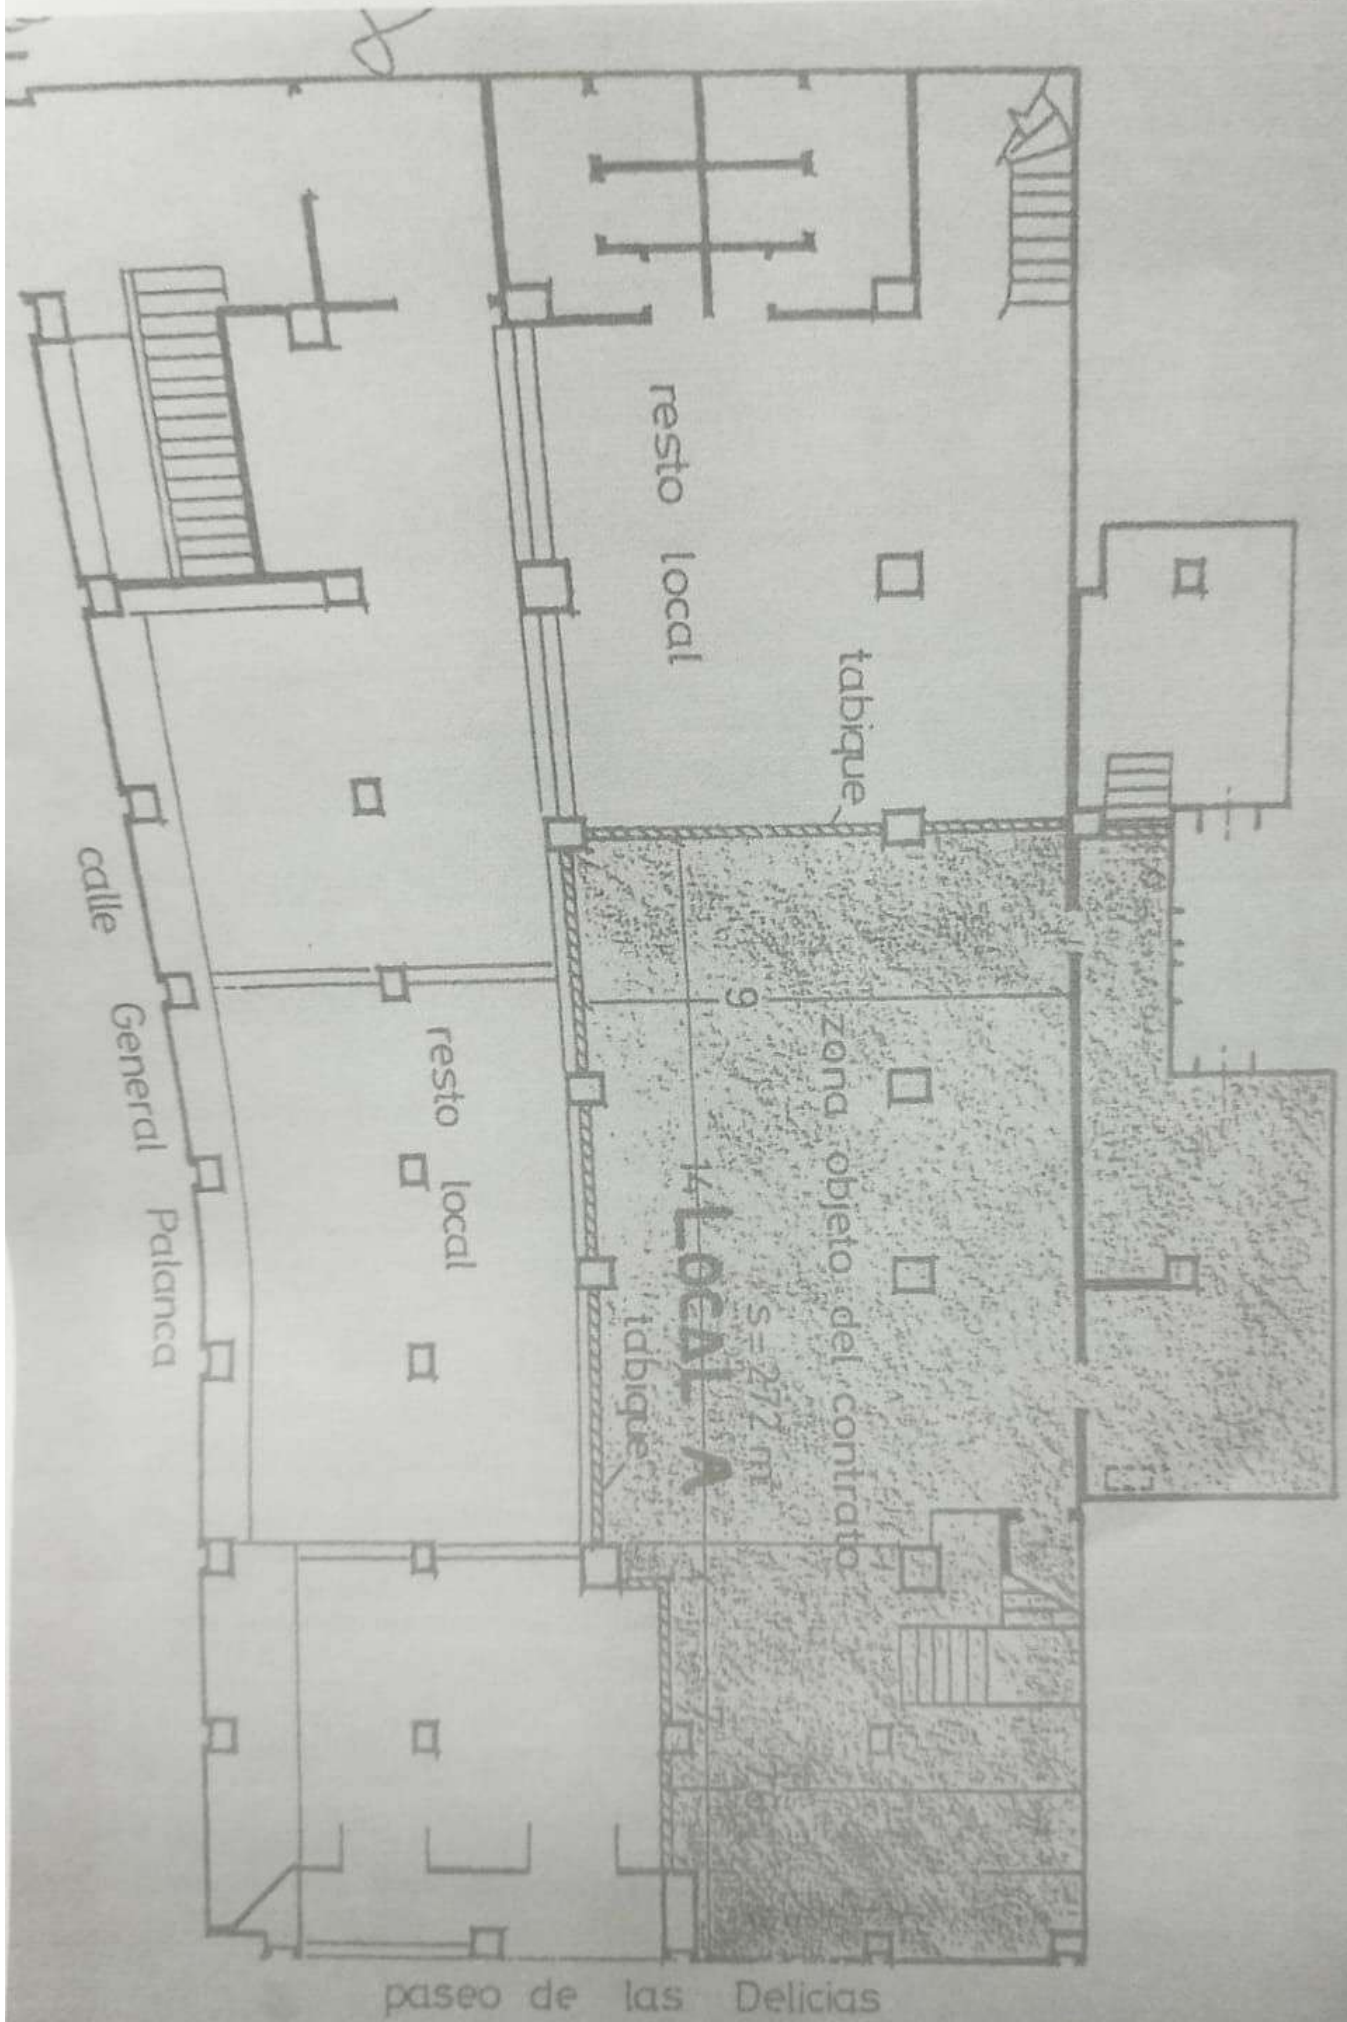 resto local
tabique
zona objeto del contrato
9
s=272 m²
14
LOCAL A
tabique
resto local
calle General Palanca
paseo de las Delicias